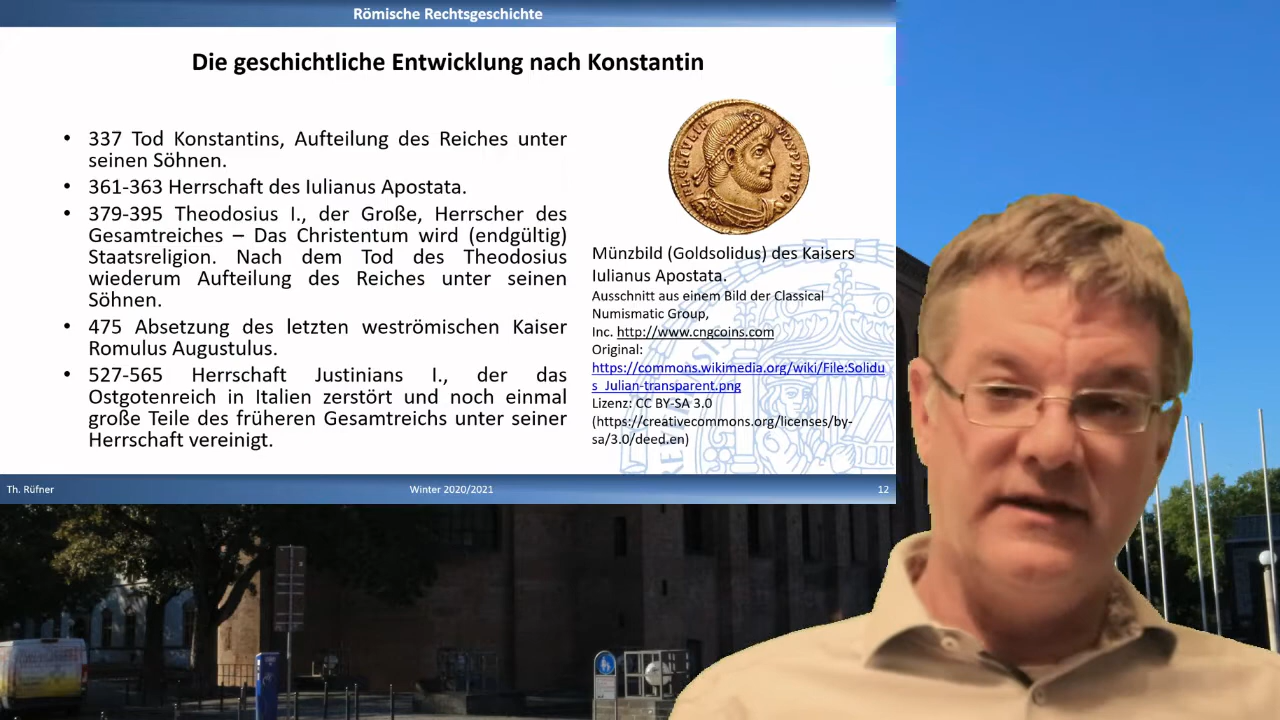 Römische Rechtsgeschichte
Die geschichtliche Entwicklung nach Konstantin
• 337 Tod Konstantins, Aufteilung des Reiches unter
seinen Söhnen.
• 361-363 Herrschaft des Iulianus Apostata.
• 379-395 Theodosius I., der Große, Herrscher des
Gesamtreiches – Das Christentum wird (endgültig)
Staatsreligion. Nach dem Tod des Theodosius
wiederum Aufteilung des Reiches unter seinen
Söhnen.
• 475 Absetzung des letzten weströmischen Kaiser
Romulus Augustulus.
• 527-565 Herrschaft Justinians I., der das
Ostgotenreich in Italien zerstört und noch einmal
große Teile des früheren Gesamtreichs unter seiner
Herrschaft vereinigt.
Münzbild (Goldsolidus) des Kaisers
Iulianus Apostata.
Ausschnitt aus einem Bild der Classical
Numismatic Group,
Inc. http://www.cngcoins.com
Original:
https://commons.wikimedia.org/wiki/File:Solidu
s_Julian-transparent.png
Lizenz: CC BY-SA 3.0
(https://creativecommons.org/licenses/by-
sa/3.0/deed.en)
Th. Rüfner
Winter 2020/2021
12